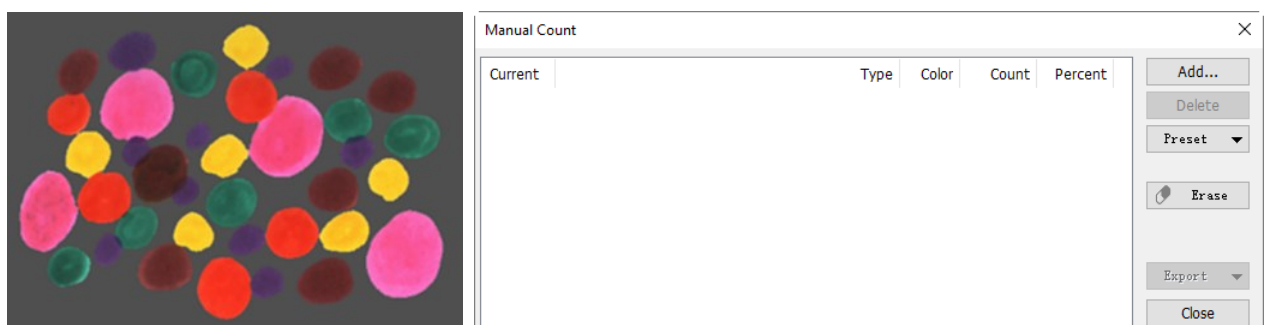 Manual Count
Current Type Color Count Percent
Add...
Delete
Preset
Erase
Export
Close